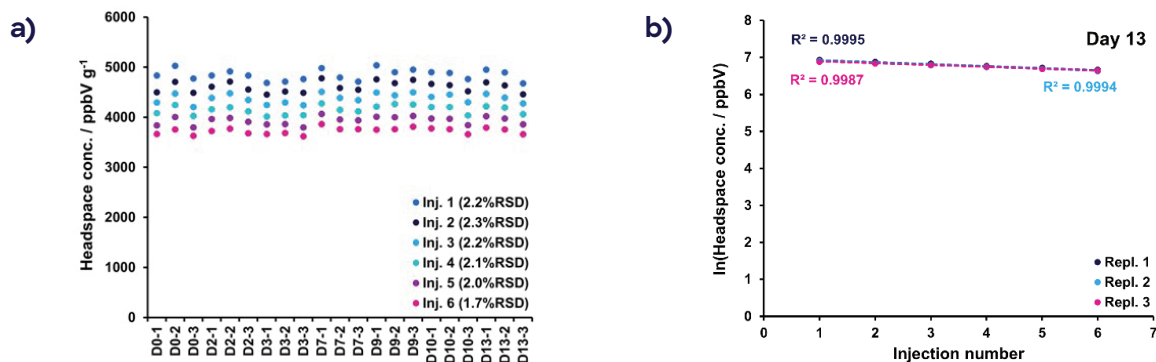 a)
Headspace conc. / ppbV g⁻¹
6000
5000
4000
3000
2000
1000
0
Inj. 1 (2.2%RSD)
Inj. 2 (2.3%RSD)
Inj. 3 (2.2%RSD)
Inj. 4 (2.1%RSD)
Inj. 5 (2.0%RSD)
Inj. 6 (1.7%RSD)
D0-1
D0-2
D0-3
D2-1
D2-2
D2-3
D3-1
D3-2
D3-3
D7-1
D7-2
D7-3
D9-1
D9-2
D9-3
D10-1
D10-2
D10-3
D13-1
D13-2
D13-3
b)
Day 13
ln(Headspace conc. / ppbV)
8
7
6
5
4
3
2
1
0
R² = 0.9995
R² = 0.9987
R² = 0.9994
Repl. 1
Repl. 2
Repl. 3
0
1
2
3
4
5
6
7
Injection number